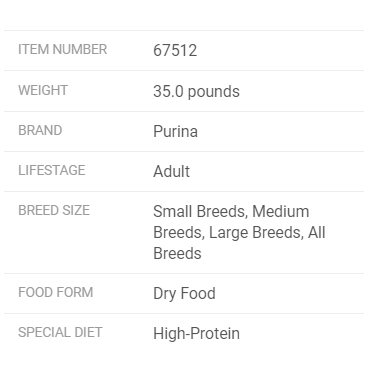 ITEM NUMBER 67512
WEIGHT 35.0 pounds
BRAND Purina
LIFESTAGE Adult
BREED SIZE Small Breeds, Medium
Breeds, Large Breeds, All
Breeds
FOOD FORM Dry Food
SPECIAL DIET High-Protein